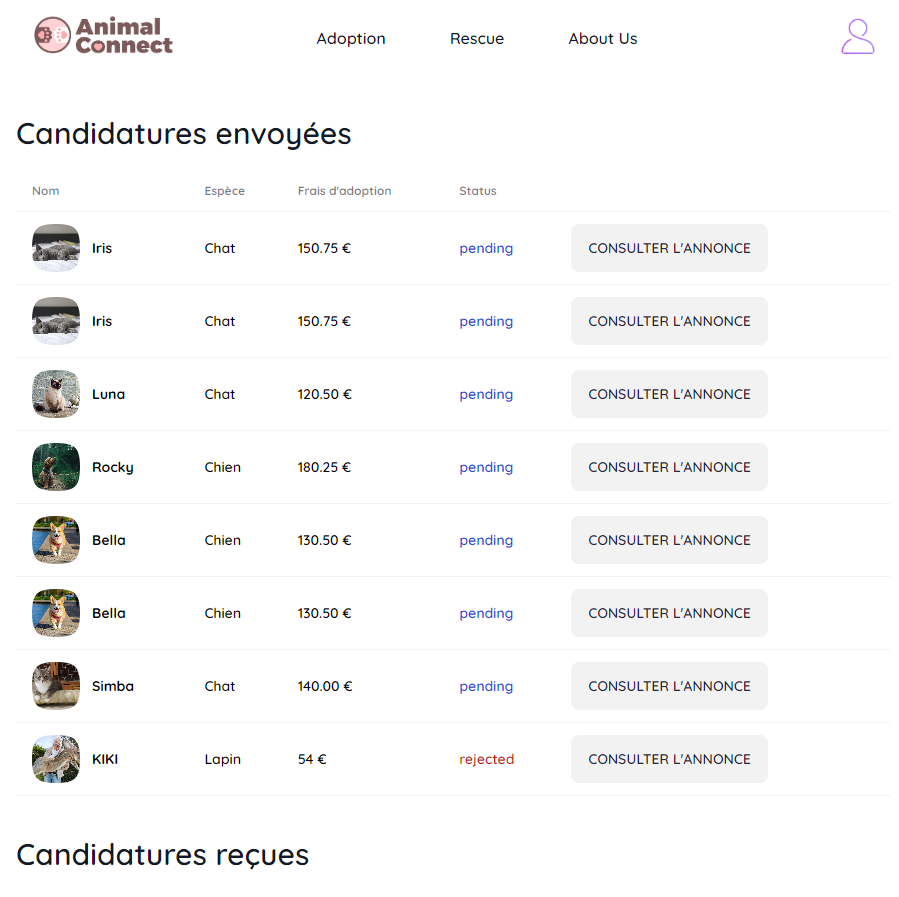 Animal
Connect
Adoption Rescue About Us
Candidatures envoyées
Nom Espèce Frais d'adoption Status
Iris Chat 150.75 € pending CONSULTER L'ANNONCE
Iris Chat 150.75 € pending CONSULTER L'ANNONCE
Luna Chat 120.50 € pending CONSULTER L'ANNONCE
Rocky Chien 180.25 € pending CONSULTER L'ANNONCE
Bella Chien 130.50 € pending CONSULTER L'ANNONCE
Bella Chien 130.50 € pending CONSULTER L'ANNONCE
Simba Chat 140.00 € pending CONSULTER L'ANNONCE
KIKI Lapin 54 € rejected CONSULTER L'ANNONCE
Candidatures reçues